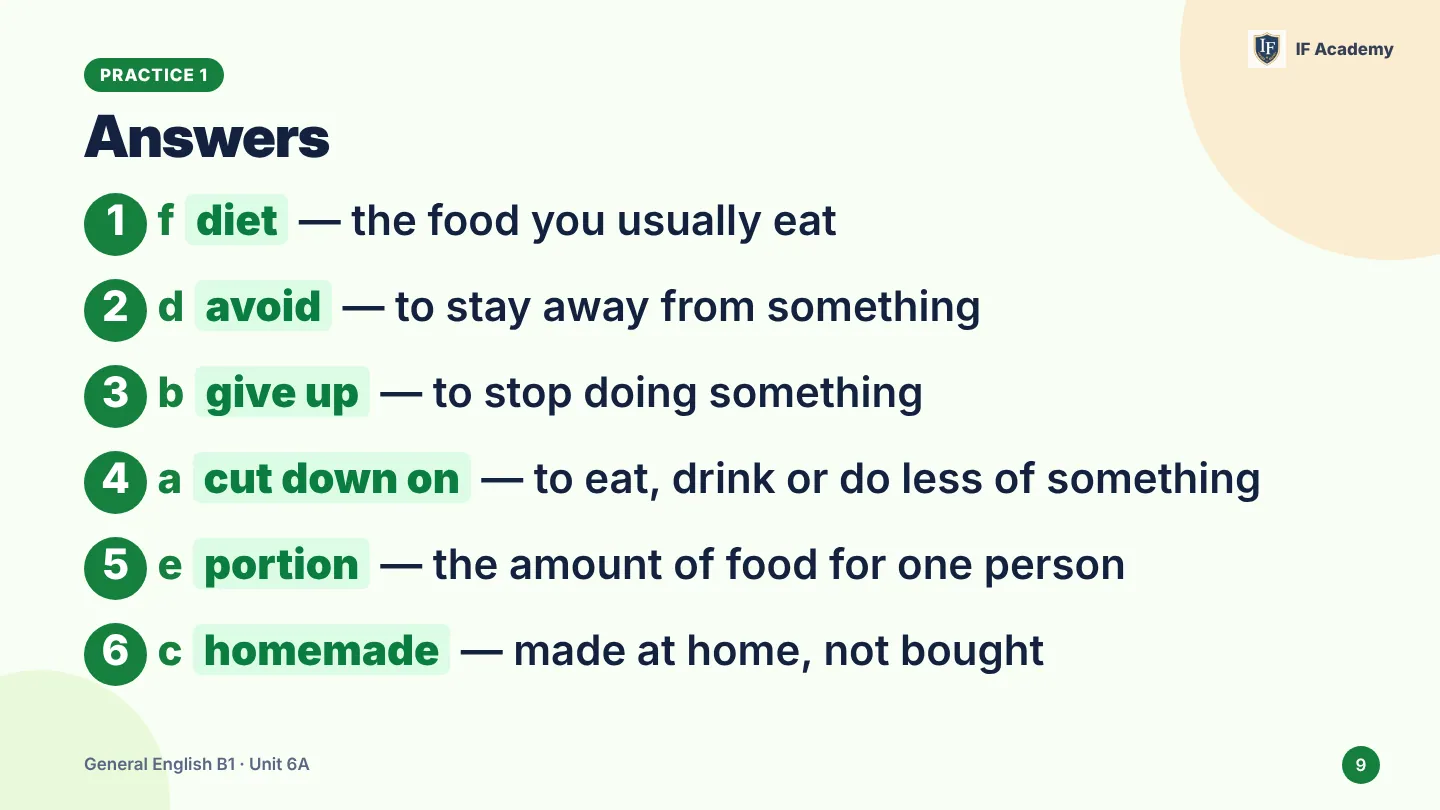 IF IF Academy
PRACTICE 1
Answers
1 f diet — the food you usually eat
2 d avoid — to stay away from something
3 b give up — to stop doing something
4 a cut down on — to eat, drink or do less of something
5 e portion — the amount of food for one person
6 c homemade — made at home, not bought
General English B1 · Unit 6A
9